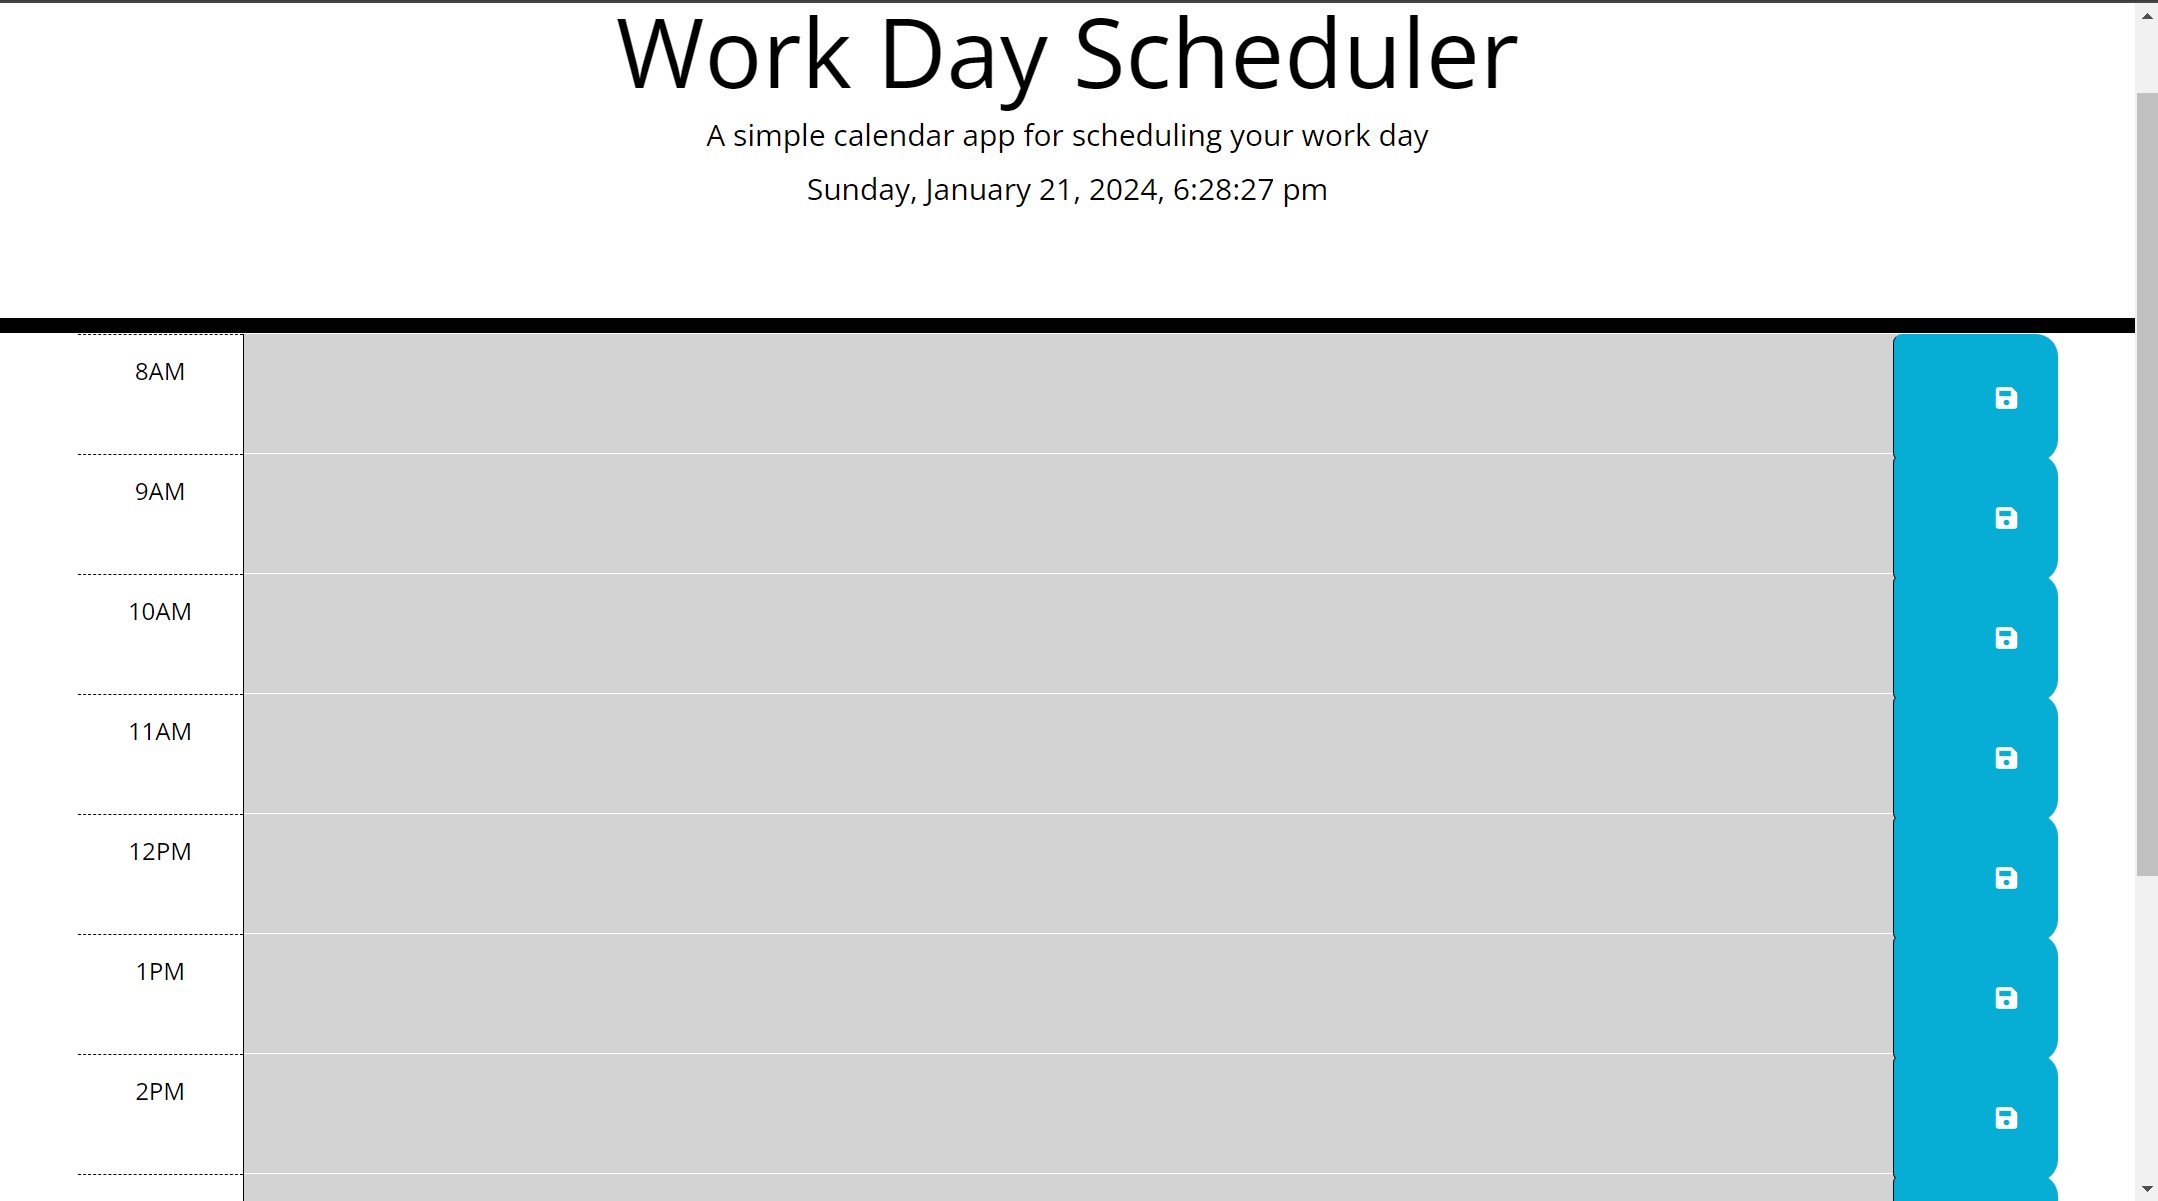 Work Day Scheduler
A simple calendar app for scheduling your work day
Sunday, January 21, 2024, 6:28:27 pm
8AM
9AM
10AM
11AM
12PM
1PM
2PM